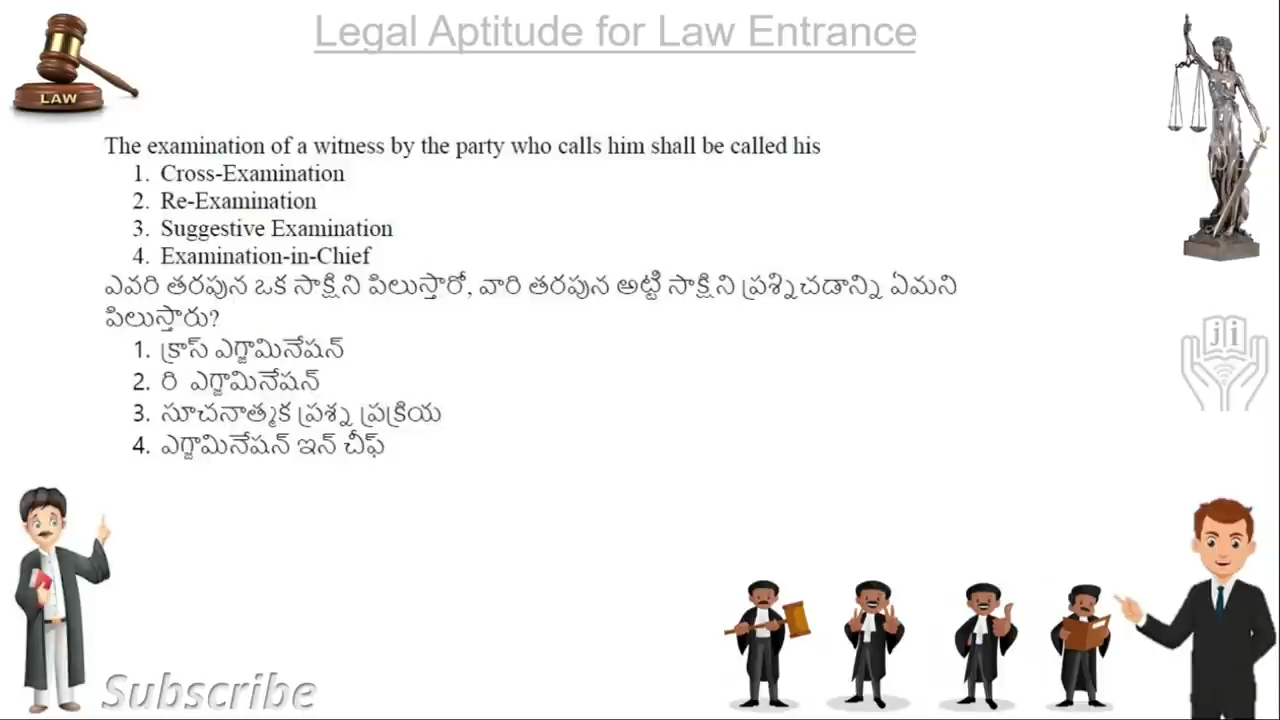 Legal Aptitude for Law Entrance
LAW
The examination of a witness by the party who calls him shall be called his
1. Cross-Examination
2. Re-Examination
3. Suggestive Examination
4. Examination-in-Chief
ఎవరి తరపున ఒక సాక్షిని పిలుస్తారో, వారి తరపున అట్టి సాక్షిని ప్రశ్నిచడాన్ని ఏమని
పిలుస్తారు?
1. క్రాస్ ఎగ్జామినేషన్
2. రి ఎగ్జామినేషన్
3. సూచనాత్మక ప్రశ్న ప్రక్రియ
4. ఎగ్జామినేషన్ ఇన్ చీఫ్
ji
Subscribe